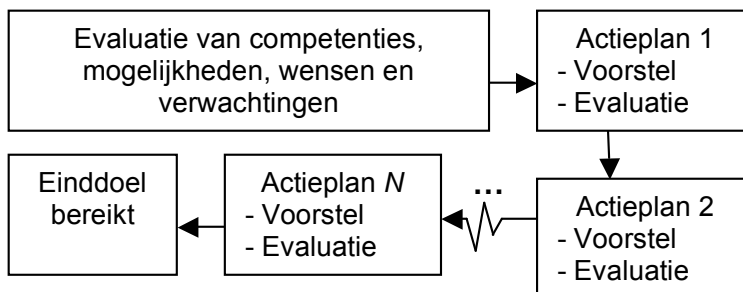 Evaluatie van competenties,
mogelijkheden, wensen en
verwachtingen
Actieplan 1
- Voorstel
- Evaluatie
Actieplan 2
- Voorstel
- Evaluatie
...
Actieplan N
- Voorstel
- Evaluatie
Einddoel
bereikt